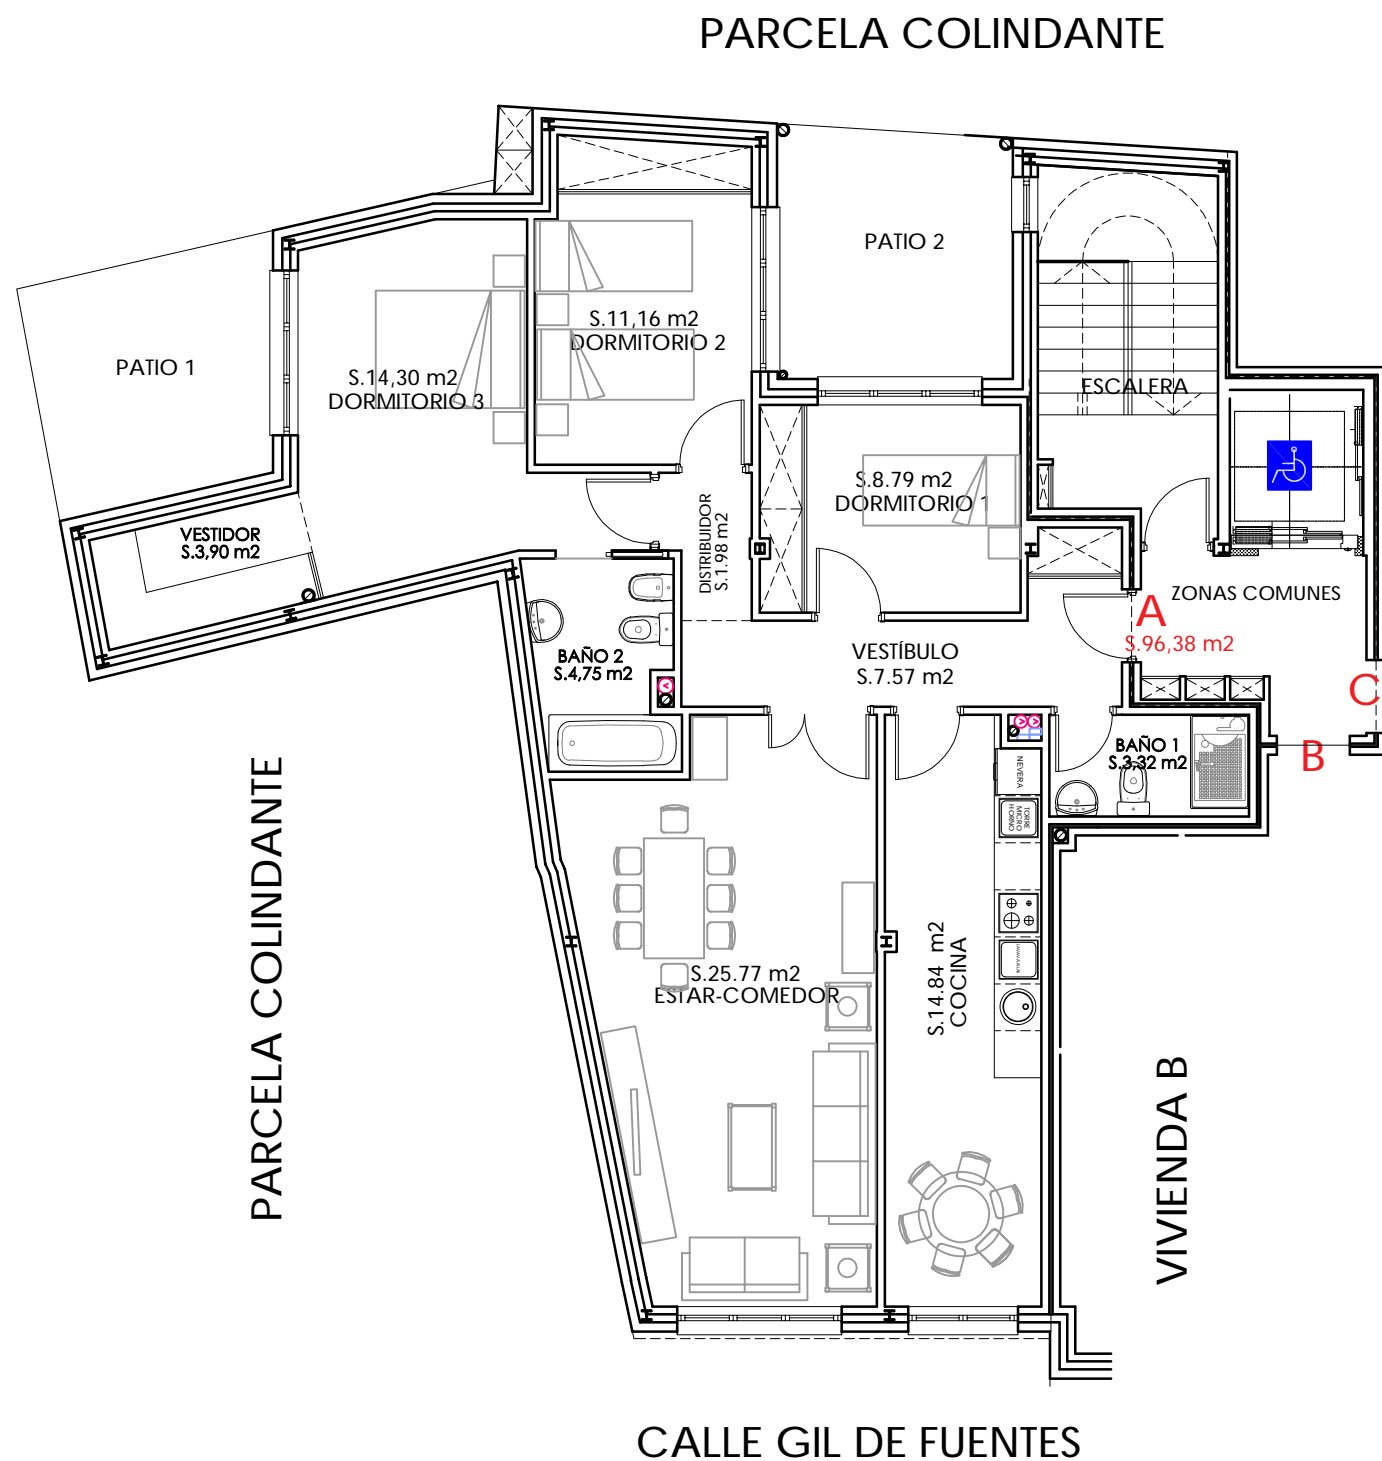 PARCELA COLINDANTE
PATIO 2
S.11,16 m2
DORMITORIO 2
PATIO 1
S.14,30 m2
DORMITORIO 3
ESCALERA
S.8.79 m2
DORMITORIO 1
VESTIDOR
S.3,90 m2
DISTRIBUIDOR
S.1.98 m2
ZONAS COMUNES
A
S.96,38 m2
VESTÍBULO
S.7.57 m2
BAÑO 2
S.4,75 m2
C
BAÑO 1
S.3,32 m2
B
NEVERA
TORRE
MICRO
HORNO
PARCELA COLINDANTE
S.25.77 m2
ESTAR-COMEDOR
S.14.84 m2
COCINA
VIVIENDA B
CALLE GIL DE FUENTES